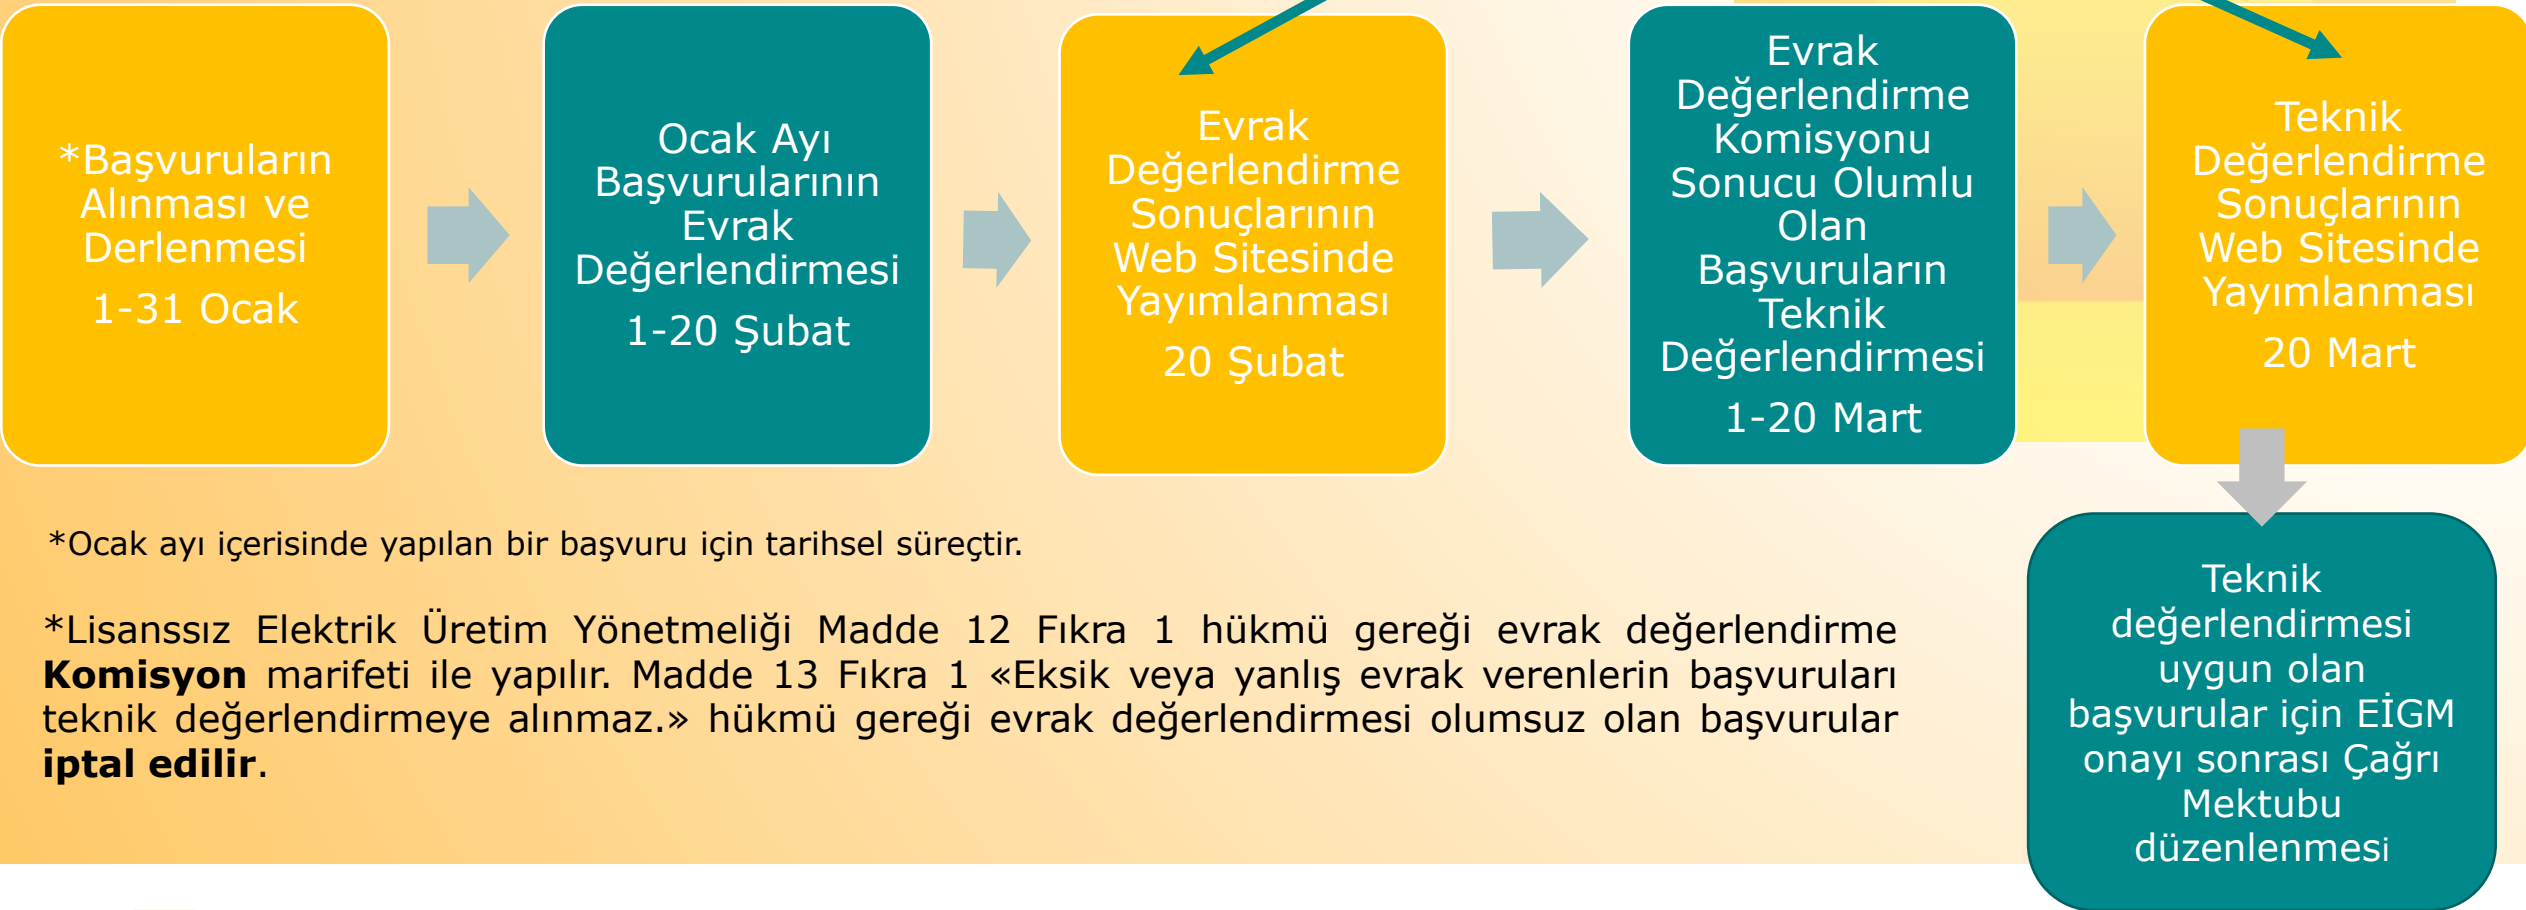 *Başvuruların
Alınması ve
Derlenmesi
1-31 Ocak
Ocak Ayı
Başvurularının
Evrak
Değerlendirmesi
1-20 Şubat
Evrak
Değerlendirme
Sonuçlarının
Web Sitesinde
Yayımlanması
20 Şubat
Evrak
Değerlendirme
Komisyonu
Sonucu Olumlu
Olan
Başvuruların
Teknik
Değerlendirmesi
1-20 Mart
Teknik
Değerlendirme
Sonuçlarının
Web Sitesinde
Yayımlanması
20 Mart
*Ocak ayı içerisinde yapılan bir başvuru için tarihsel süreçtir.
*Lisanssız Elektrik Üretim Yönetmeliği Madde 12 Fıkra 1 hükmü gereği evrak değerlendirme
Komisyon marifeti ile yapılır. Madde 13 Fıkra 1 «Eksik veya yanlış evrak verenlerin başvuruları
teknik değerlendirmeye alınmaz.» hükmü gereği evrak değerlendirmesi olumsuz olan başvurular
iptal edilir.
Teknik
değerlendirmesi
uygun olan
başvurular için EİGM
onayı sonrası Çağrı
Mektubu
düzenlenmesi